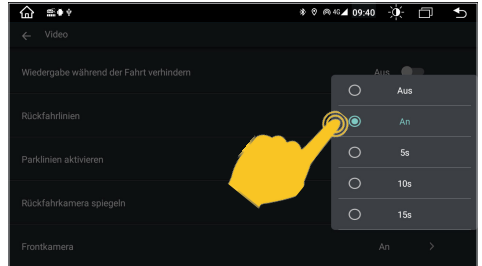 4G 09:40
Video
Wiedergabe während der Fahrt verhindern
Aus
Rückfahrlinien
Parklinien aktivieren
Rückfahrkamera spiegeln
Frontkamera
An
Aus
An
5s
10s
15s